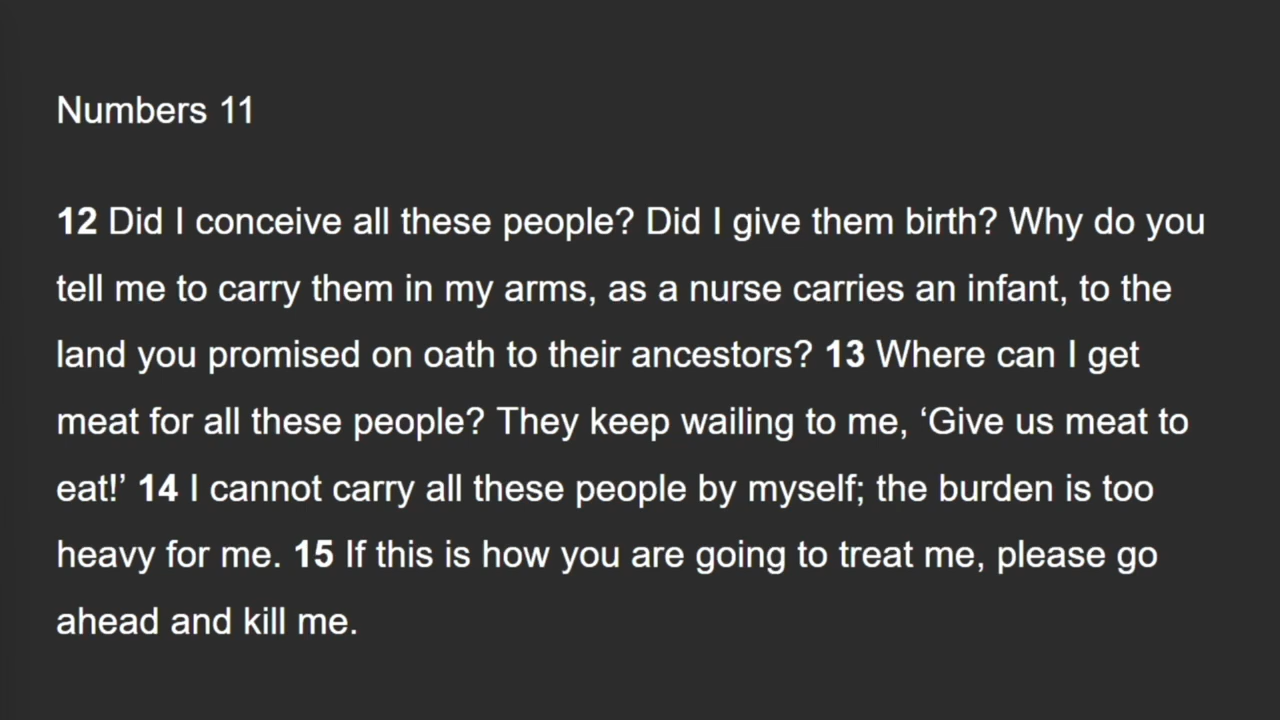 Numbers 11
12 Did I conceive all these people? Did I give them birth? Why do you
tell me to carry them in my arms, as a nurse carries an infant, to the
land you promised on oath to their ancestors? 13 Where can I get
meat for all these people? They keep wailing to me, ‘Give us meat to
eat!’ 14 I cannot carry all these people by myself; the burden is too
heavy for me. 15 If this is how you are going to treat me, please go
ahead and kill me.